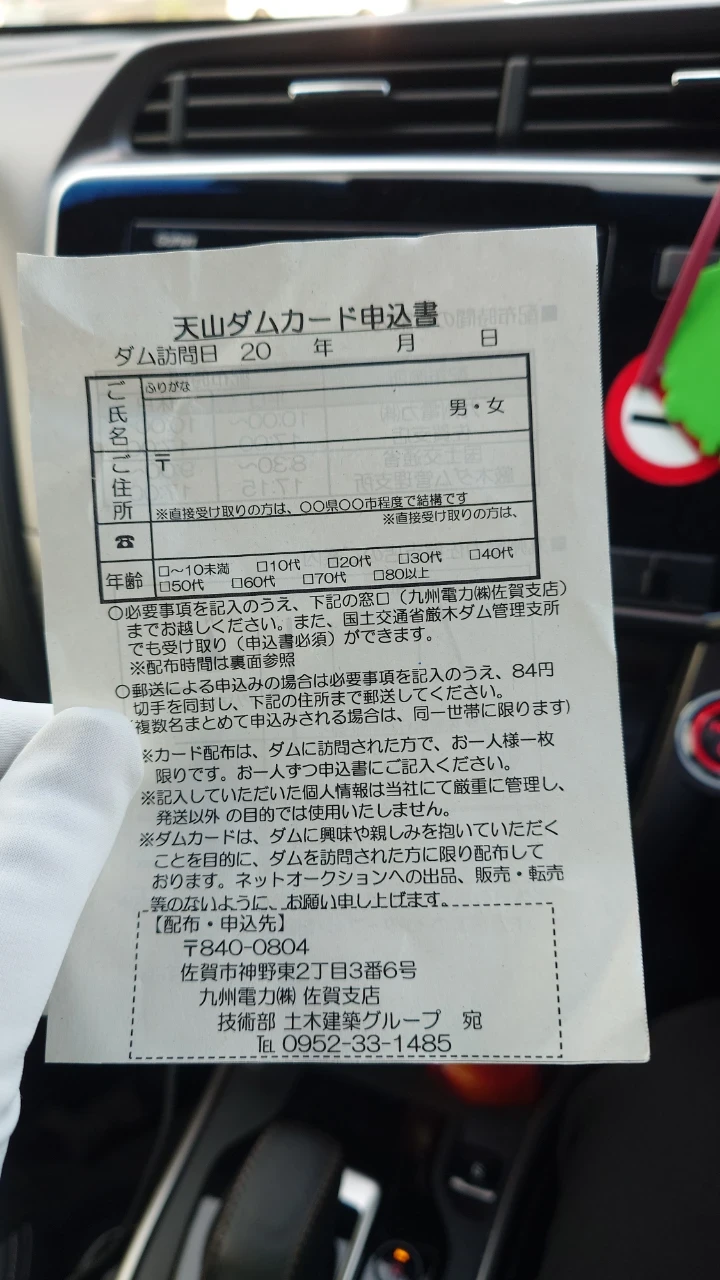 天山ダムカード申込書
ダム訪問日 20 年 月 日
ご氏名
ふりがな
男・女
ご住所
〒
※直接受け取りの方は、〇〇県〇〇市程度で結構です
☎
※直接受け取りの方は、
年齢
□～10未満 □10代 □20代 □30代 □40代
□50代 □60代 □70代 □80以上
○必要事項を記入のうえ、下記の窓口（九州電力㈱佐賀支店）
までお越しください。また、国土交通省厳木ダム管理支所
でも受け取り（申込書必須）ができます。
※配布時間は裏面参照
○郵送による申込みの場合は必要事項を記入のうえ、84円
切手を同封し、下記の住所まで郵送してください。
複数名まとめて申込みされる場合は、同一世帯に限ります)
※カード配布は、ダムに訪問された方で、お一人様一枚
限りです。お一人ずつ申込書にご記入ください。
※記入していただいた個人情報は当社にて厳重に管理し、
発送以外 の目的では使用いたしません。
※ダムカードは、ダムに興味や親しみを抱いていただく
ことを目的に、ダムを訪問された方に限り配布して
おります。ネットオークションへの出品、販売・転売
等のないように、お願い申し上げます。
【配布・申込先】
〒840-0804
佐賀市神野東2丁目3番6号
九州電力㈱ 佐賀支店
技術部 土木建築グループ 宛
℡ 0952-33-1485